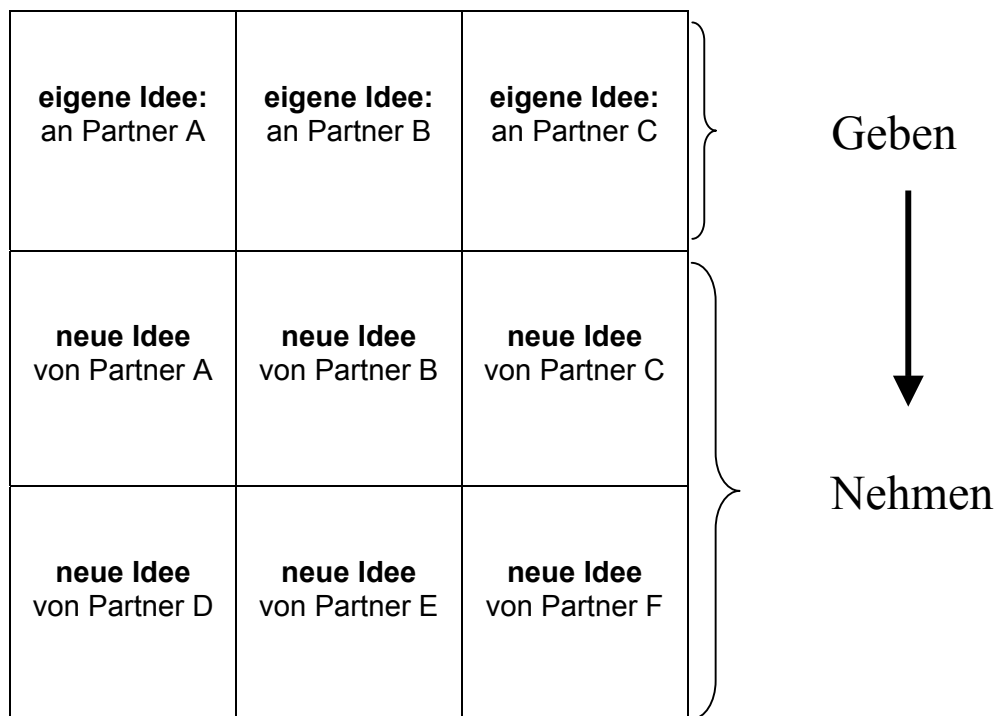 eigene Idee:
an Partner A
eigene Idee:
an Partner B
eigene Idee:
an Partner C
Geben
neue Idee
von Partner A
neue Idee
von Partner B
neue Idee
von Partner C
Nehmen
neue Idee
von Partner D
neue Idee
von Partner E
neue Idee
von Partner F